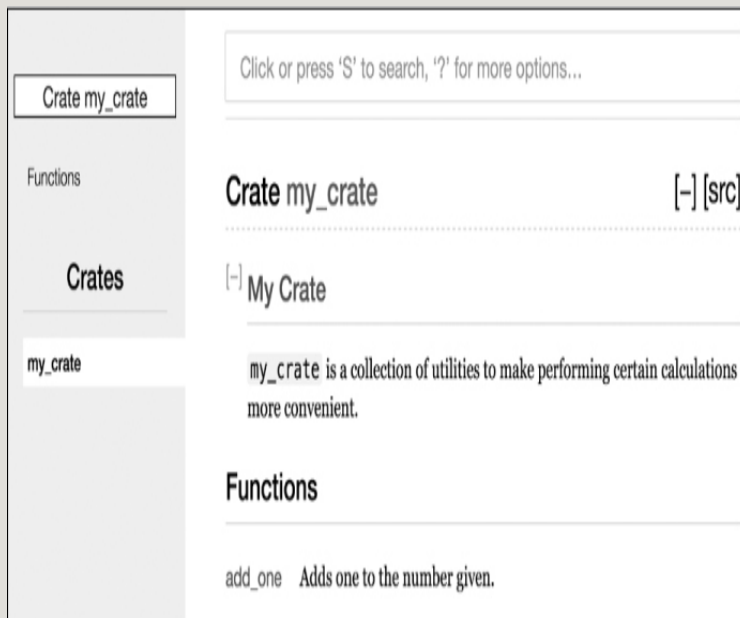 Crate my_crate
Functions
Crates
my_crate
Click or press ‘S’ to search, ‘?’ for more options...
Crate my_crate [−] [src]
[−] My Crate
my_crate is a collection of utilities to make performing certain calculations
more convenient.
Functions
add_one Adds one to the number given.